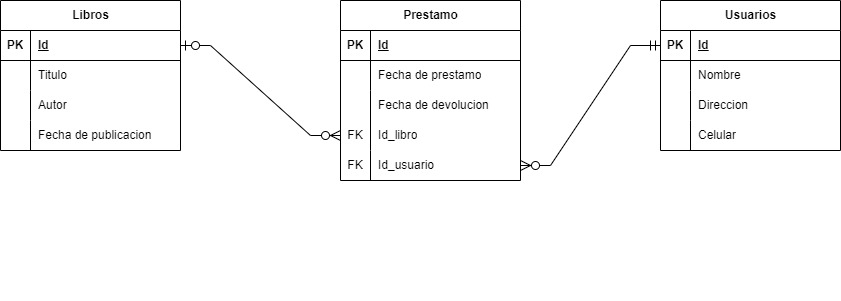 Libros
PK Id
Titulo
Autor
Fecha de publicacion
Prestamo
PK Id
Fecha de prestamo
Fecha de devolucion
FK Id_libro
FK Id_usuario
Usuarios
PK Id
Nombre
Direccion
Celular